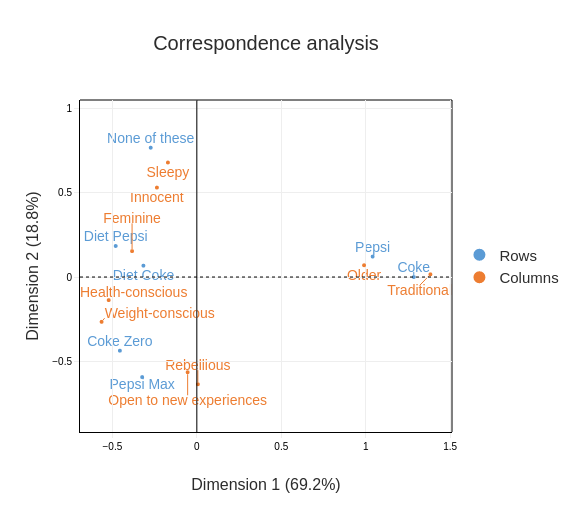 Correspondence analysis
1
None of these
Sleepy
0.5
Innocent
Feminine
Diet Pepsi
Pepsi
Rows
Coke
Diet Coke
Older
0
Columns
Traditiona
Health-conscious
Weight-conscious
Coke Zero
−0.5
Rebellious
Pepsi Max
Open to new experiences
−0.5 0 0.5 1 1.5
Dimension 1 (69.2%)
Dimension 2 (18.8%)